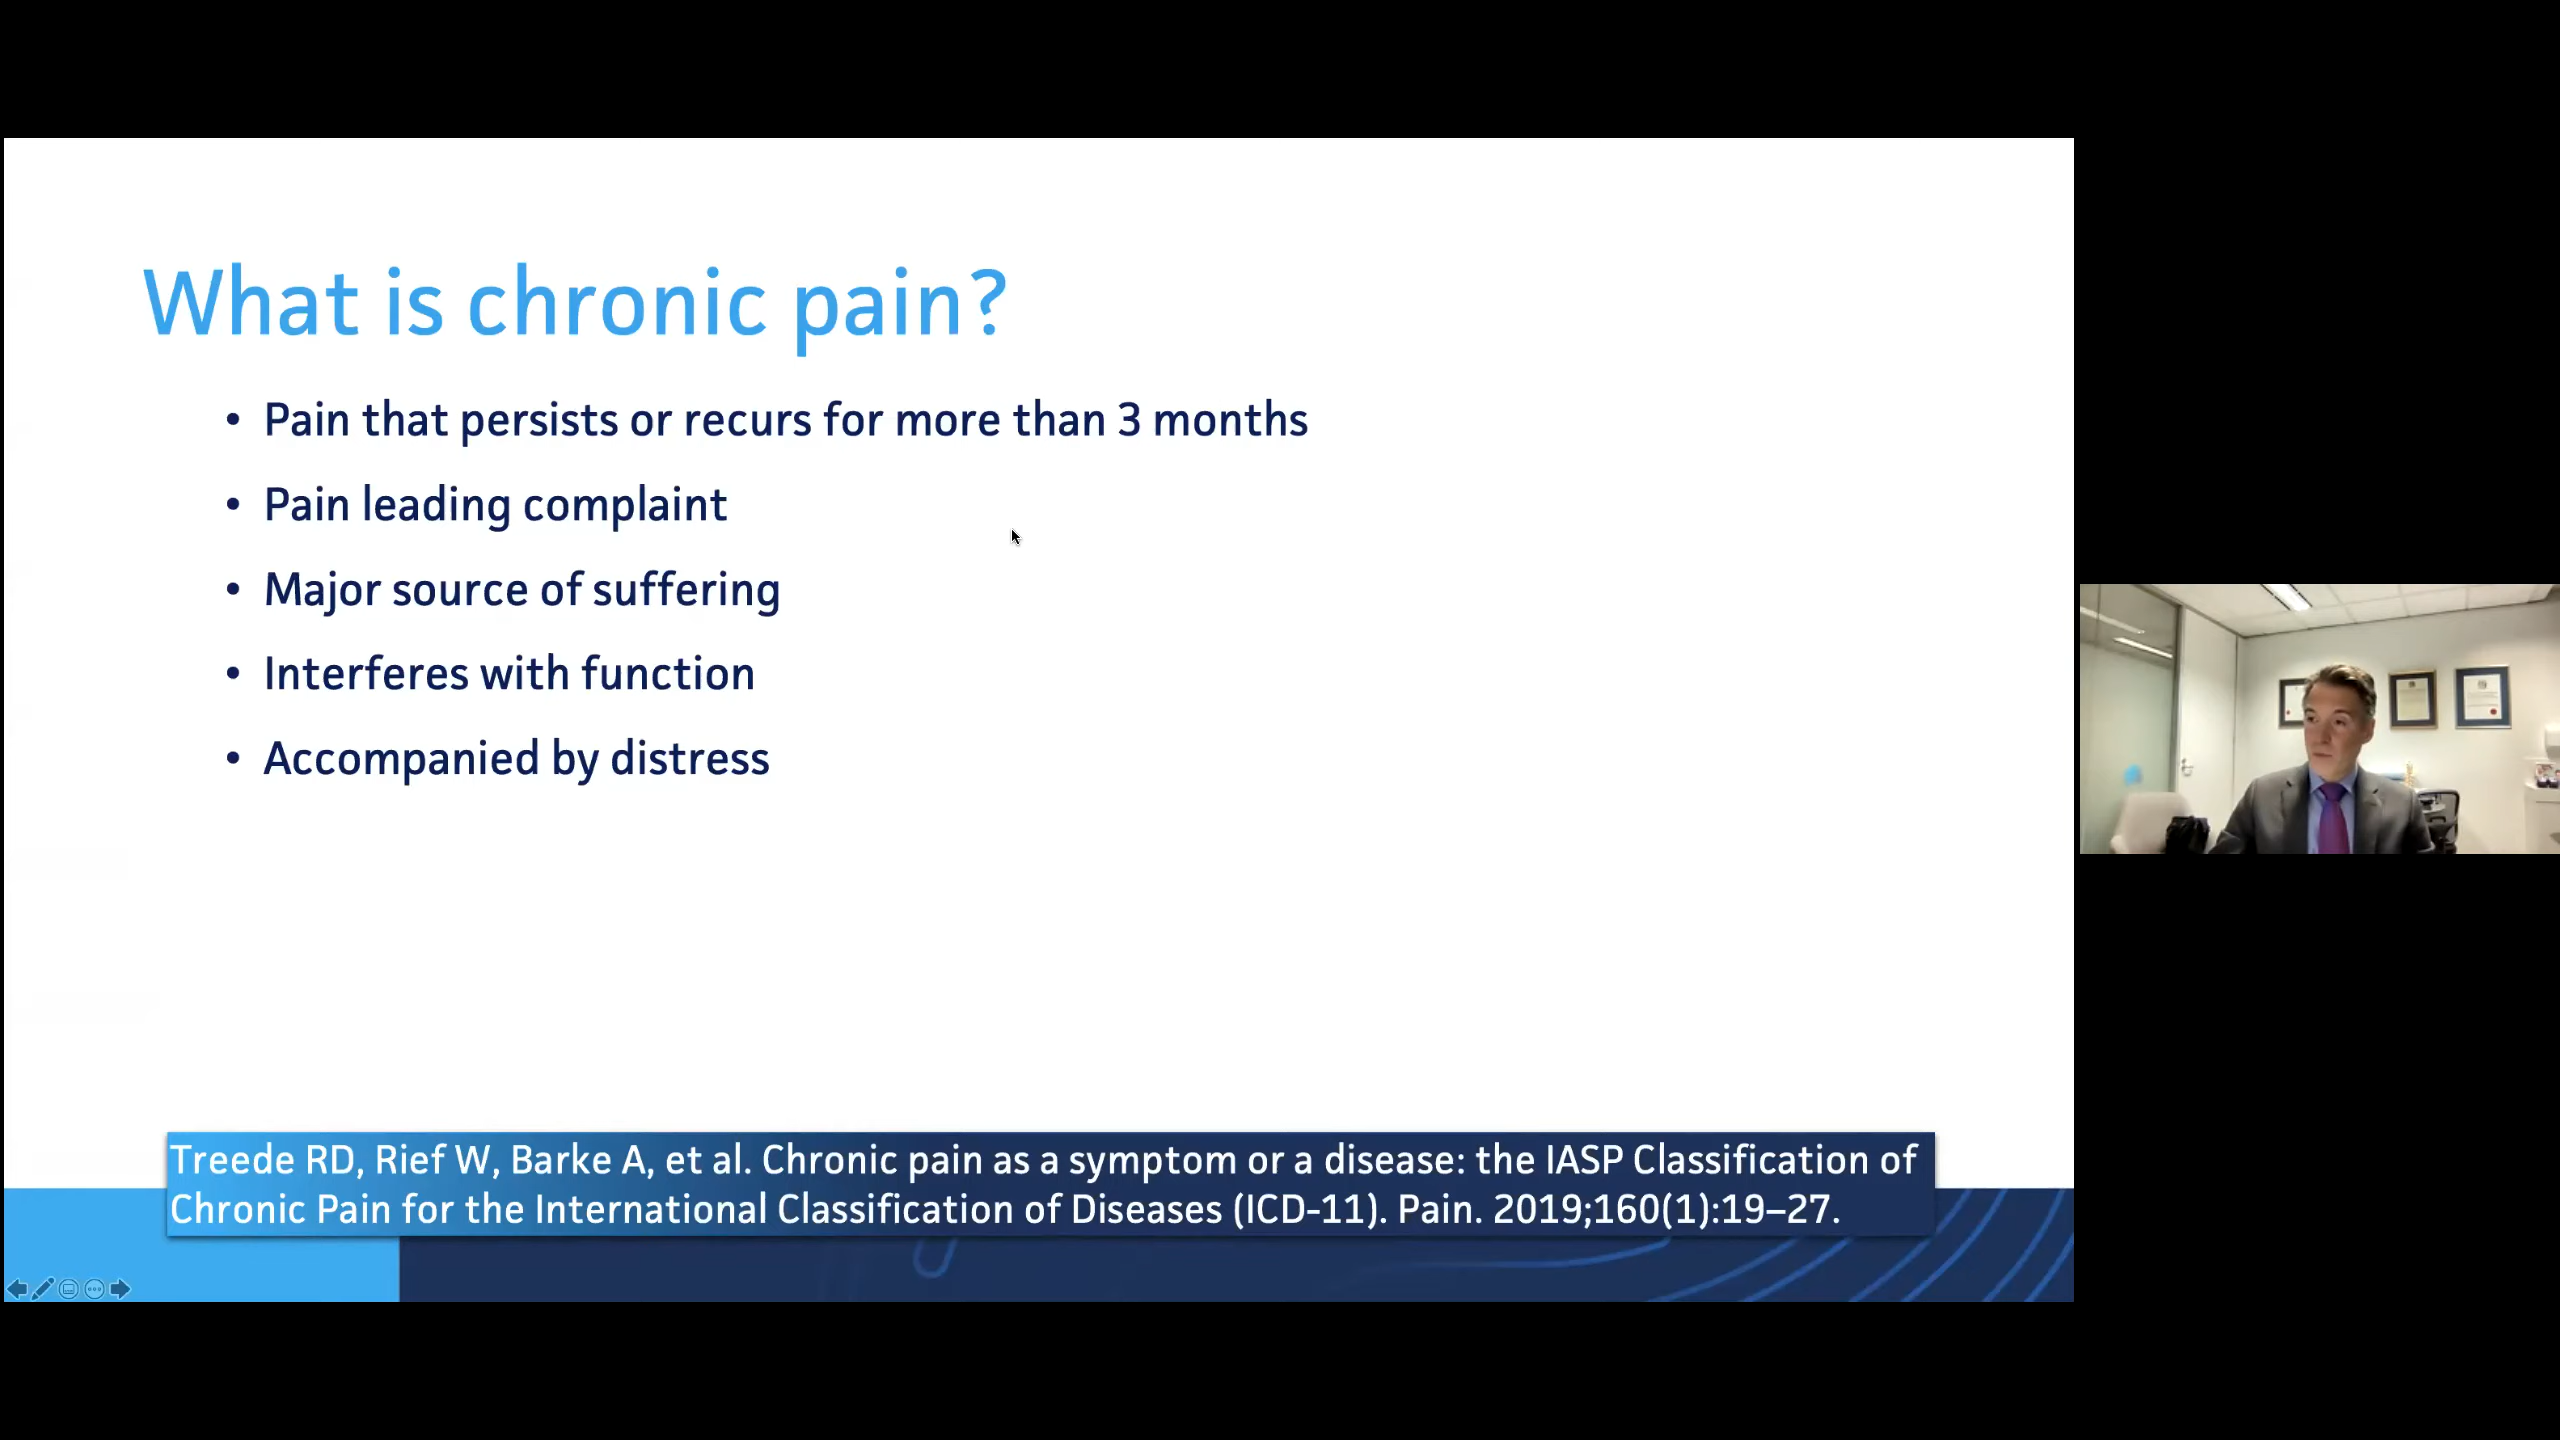 What is chronic pain?
• Pain that persists or recurs for more than 3 months
• Pain leading complaint
• Major source of suffering
• Interferes with function
• Accompanied by distress
Treede RD, Rief W, Barke A, et al. Chronic pain as a symptom or a disease: the IASP Classification of
Chronic Pain for the International Classification of Diseases (ICD-11). Pain. 2019;160(1):19–27.